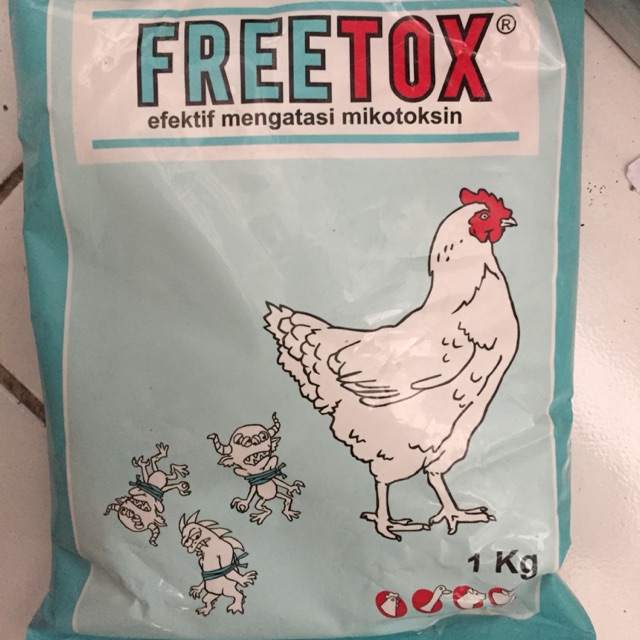 FREETOX®
efektif mengatasi mikotoksin
1 Kg